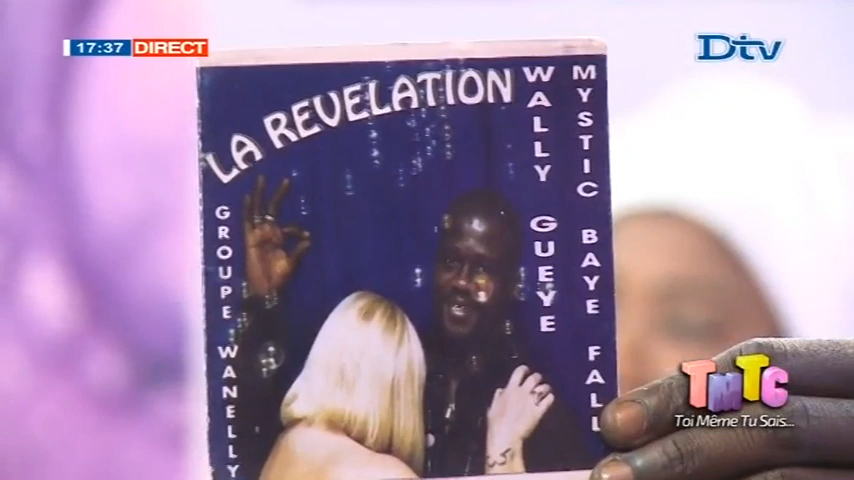 17:37 DIRECT
Dtv
LA REVELATION
WALLY GUEYE
MYSTIC BAYE FALL
GROUPE WANELLY
TMTC
Toi Même Tu Sais...